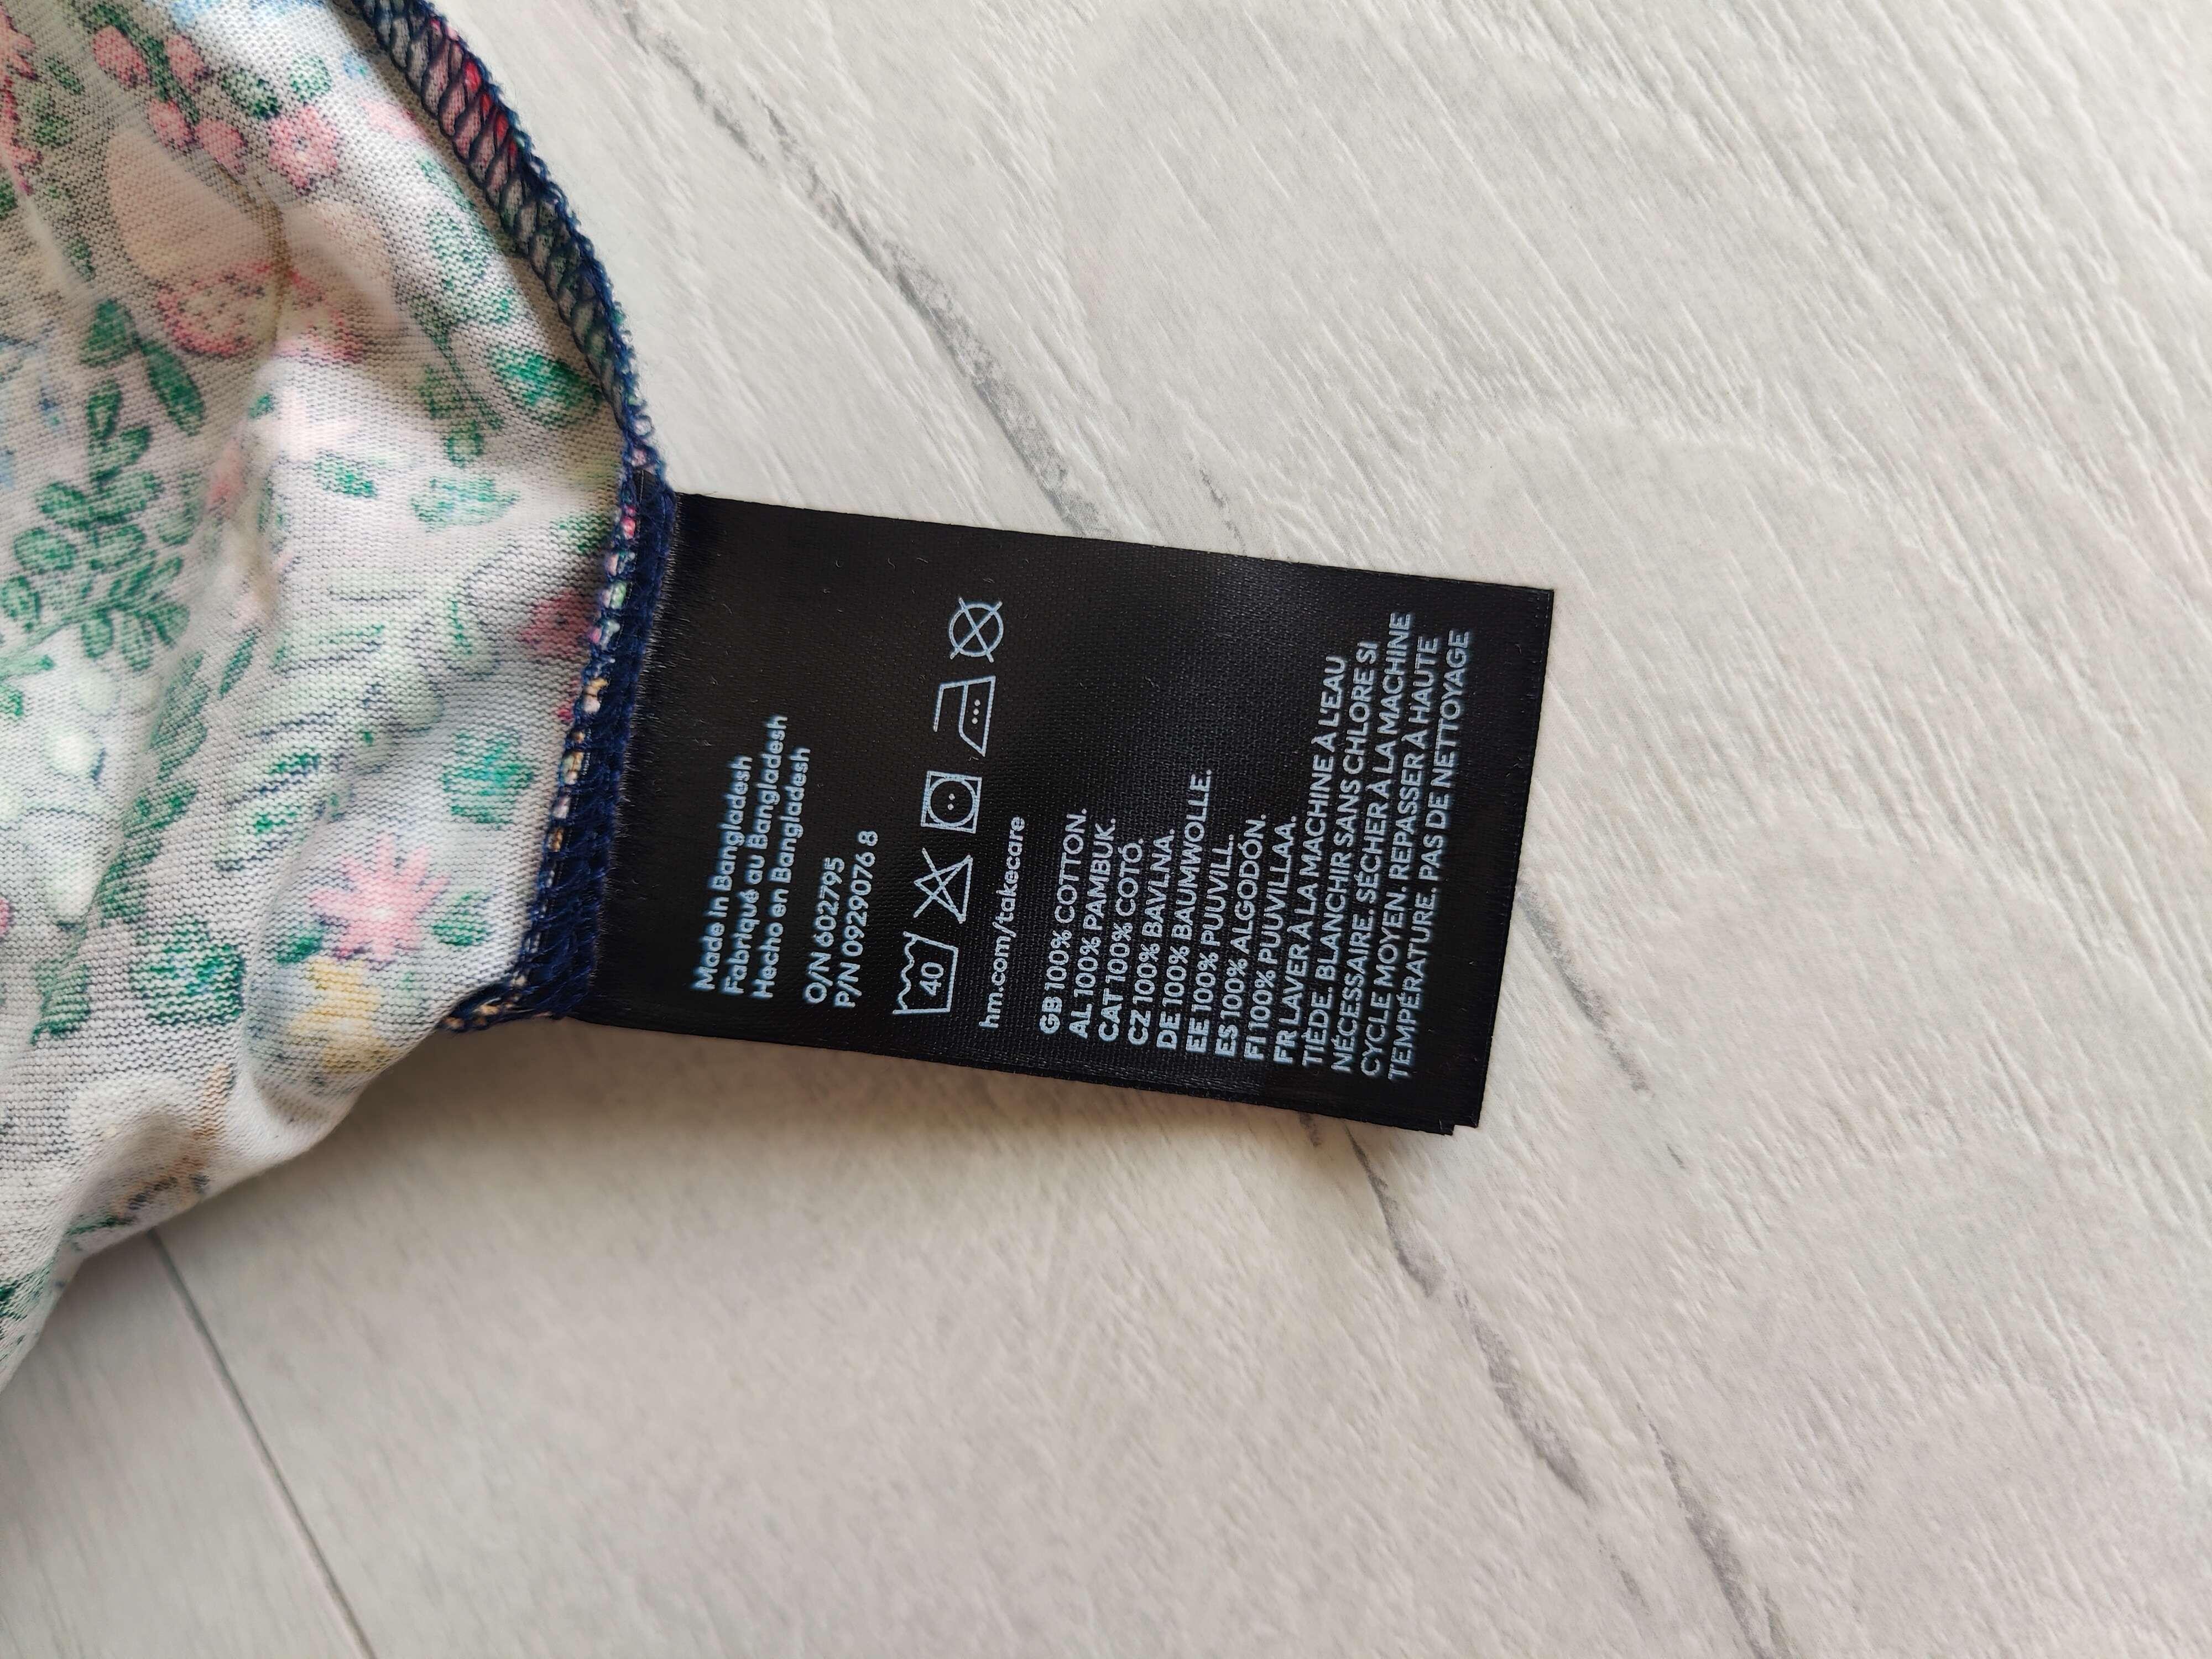 Made in Bangladesh
Fabriqué au Bangladesh
Hecho en Bangladesh
O/N 602795
P/N 0929076 8
40
hm.com/takecare
GB 100% COTTON.
AL 100% PAMBUK.
CAT 100% COTÓ.
CZ 100% BAVLNA.
DE 100% BAUMWOLLE.
EE 100% PUUVILL.
ES 100% ALGODÓN.
FI 100% PUUVILLAA.
FR LAVER À LA MACHINE À L'EAU
TIÈDE. BLANCHIR SANS CHLORE SI
NÉCESSAIRE. SÉCHER À LA MACHINE
CYCLE MOYEN. REPASSER À HAUTE
TEMPÉRATURE. PAS DE NETTOYAGE